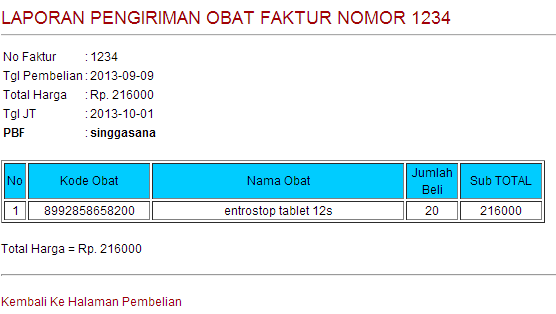 LAPORAN PENGIRIMAN OBAT FAKTUR NOMOR 1234
No Faktur : 1234
Tgl Pembelian : 2013-09-09
Total Harga : Rp. 216000
Tgl JT : 2013-10-01
PBF : singgasana
No Kode Obat Nama Obat Jumlah Beli Sub TOTAL
1 8992858658200 entrostop tablet 12s 20 216000
Total Harga = Rp. 216000
Kembali Ke Halaman Pembelian